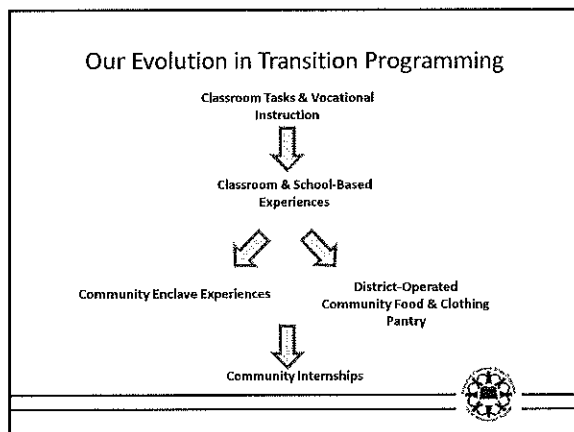 Our Evolution in Transition Programming
Classroom Tasks & Vocational
Instruction
Classroom & School-Based
Experiences
Community Enclave Experiences
District-Operated
Community Food & Clothing
Pantry
Community Internships